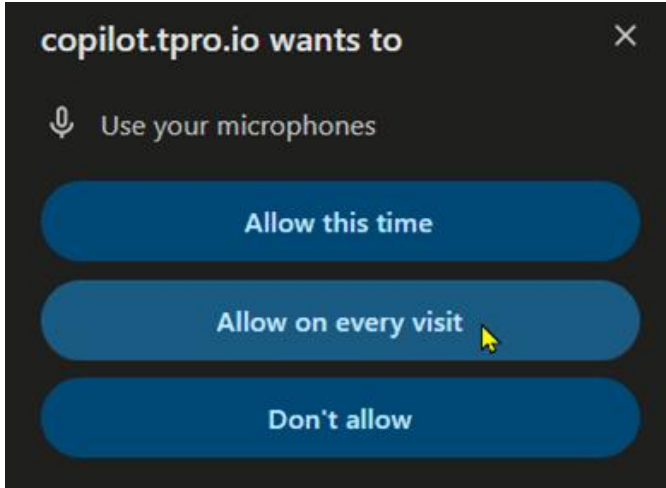 copilot.tpro.io wants to
Use your microphones
Allow this time
Allow on every visit
Don't allow